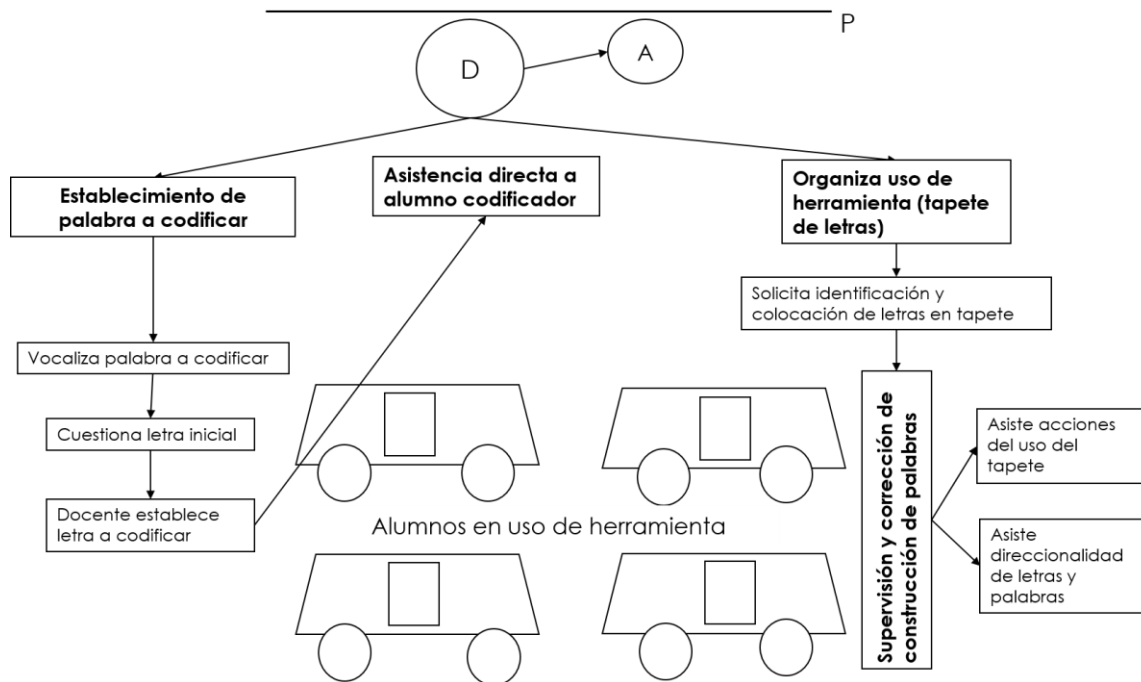 P
D
A
Establecimiento de
palabra a codificar
Vocaliza palabra a codificar
Cuestiona letra inicial
Docente establece
letra a codificar
Asistencia directa a
alumno codificador
Alumnos en uso de herramienta
Organiza uso de
herramienta (tapete
de letras)
Solicita identificación y
colocación de letras en tapete
Supervisión y corrección de
construcción de palabras
Asiste acciones
del uso del
tapete
Asiste
direccionalidad
de letras y
palabras